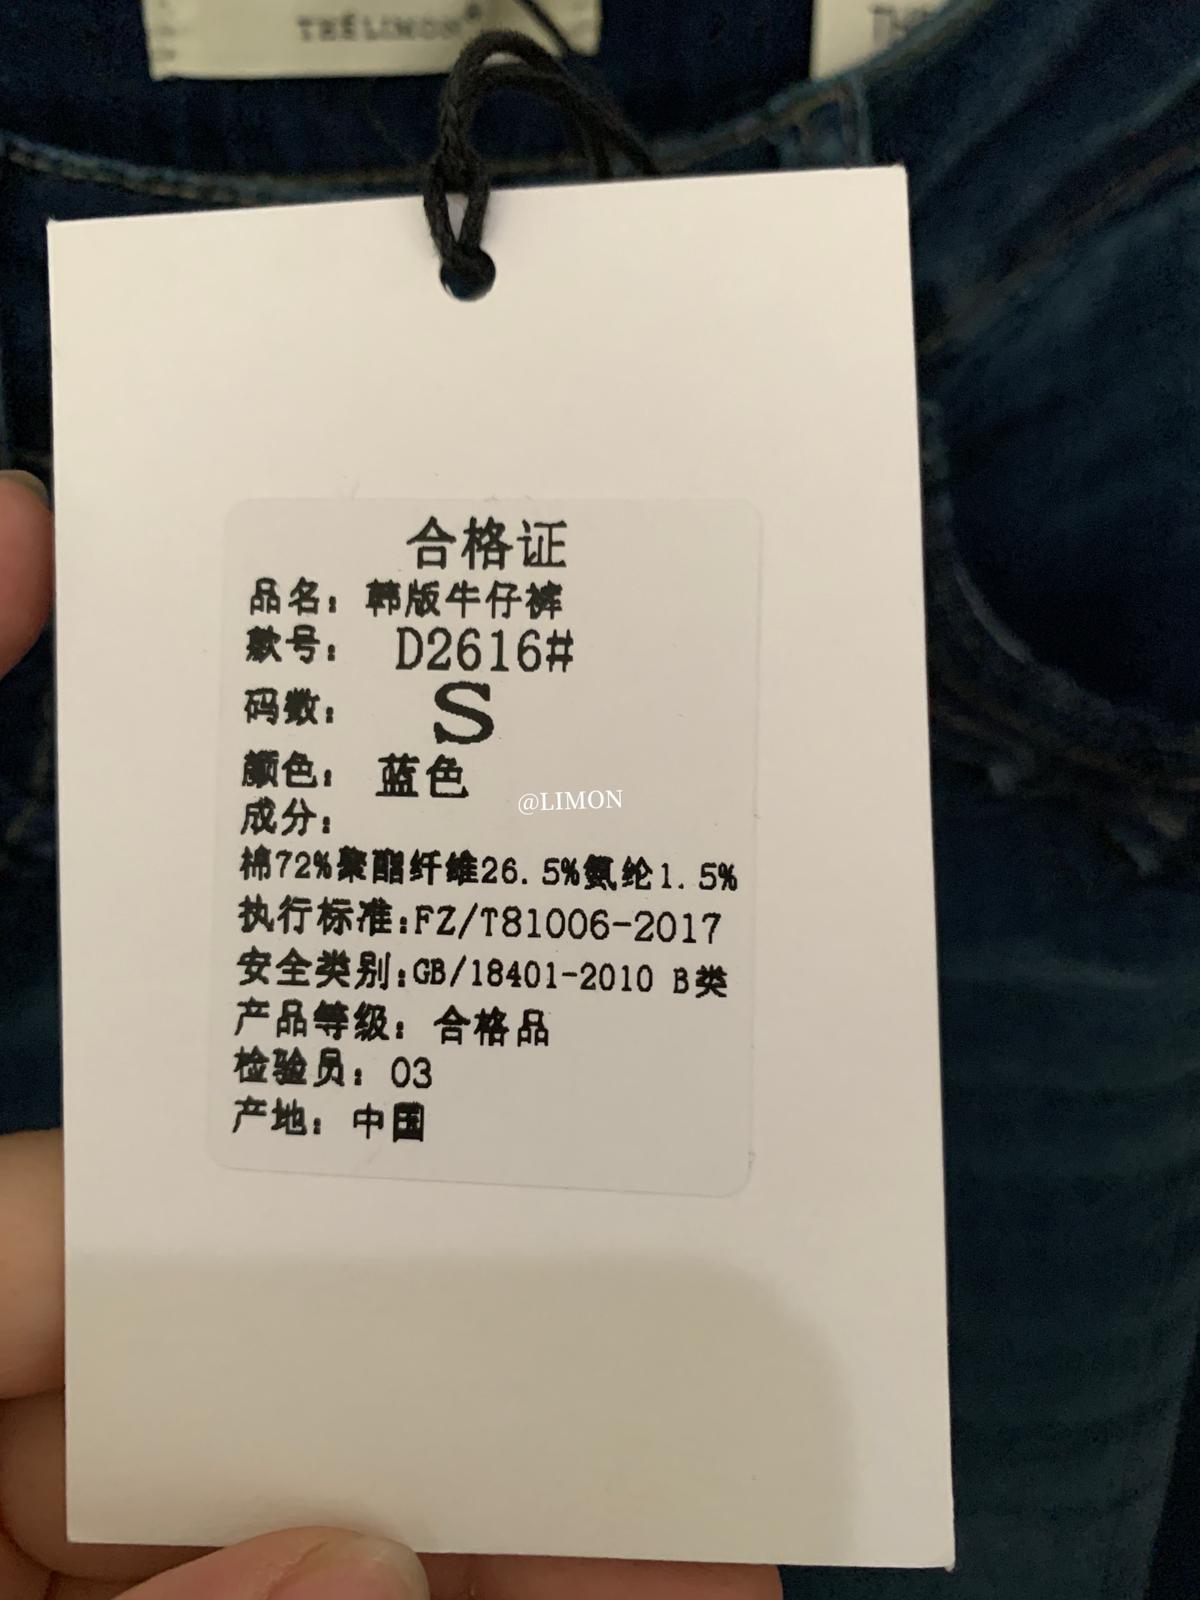 THÉLIMON®
TH
合格证
品名：韩版牛仔裤
款号： D2616#
码数： S
颜色： 蓝色
@LIMON
成分：
棉72%聚酯纤维26.5%氨纶1.5%
执行标准:FZ/T81006-2017
安全类别:GB/18401-2010 B类
产品等级： 合格品
检验员： 03
产地： 中国